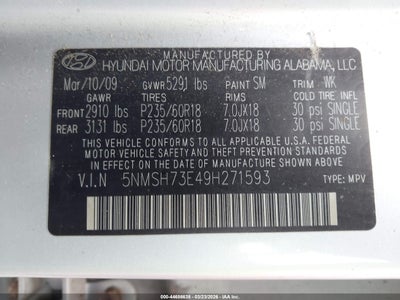 MANUFACTURED BY
HYUNDAI MOTOR MANUFACTURING ALABAMA, LLC
Mar/10/09 GVWR 5291 lbs PAINT SM TRIM WK
GAWR TIRES RIMS COLD TIRE INFL. PRES.
FRONT 2910 lbs P235/60R18 7.0JX18 30 psi SINGLE
REAR 3131 lbs P235/60R18 7.0JX18 30 psi SINGLE
THIS VEHICLE CONFORMS TO ALL APPLICABLE U.S.A. FEDERAL
MOTOR VEHICLE SAFETY AND THEFT PREVENTION STANDARDS
IN EFFECT ON THE DATE OF MANUFACTURE SHOWN ABOVE.
V.I.N 5NMSH73E49H271593 TYPE: MPV
000-44698638 - 03/23/2026 - © IAA, LLC